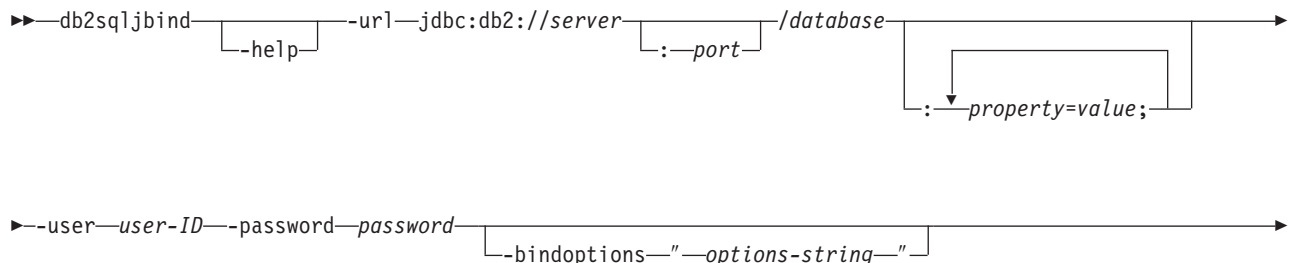 db2sqljbind -url jdbc:db2://server /database
-help : port
: property=value;
-user user-ID -password password
-bindoptions " options-string "